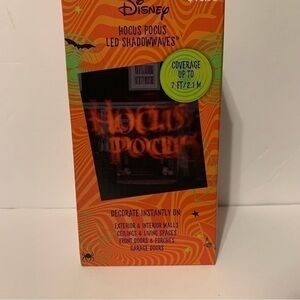 Disney
HOCUS POCUS
LED SHADOWWAVES™
COVERAGE
UP TO
7 FT/2.1 M
HOCUS
POCUS
DECORATE INSTANTLY ON
EXTERIOR & INTERIOR WALLS
CEILINGS & LIVING SPACES
FRONT DOORS & PORCHES
GARAGE DOORS